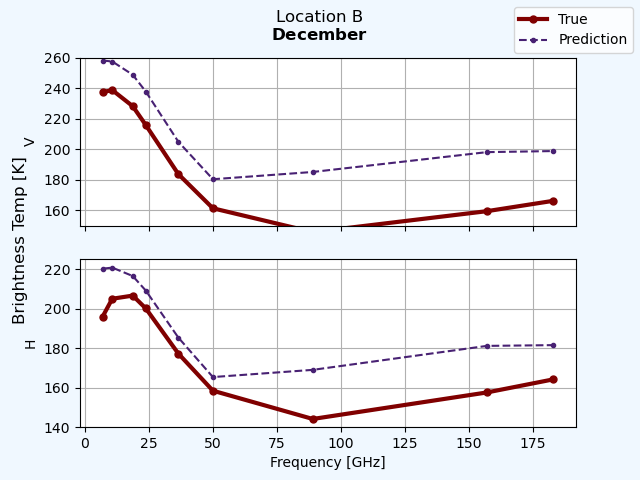 Location B
December
True
Prediction
Brightness Temp [K]
V
260
240
220
200
180
160
H
220
200
180
160
140
0
25
50
75
100
125
150
175
Frequency [GHz]